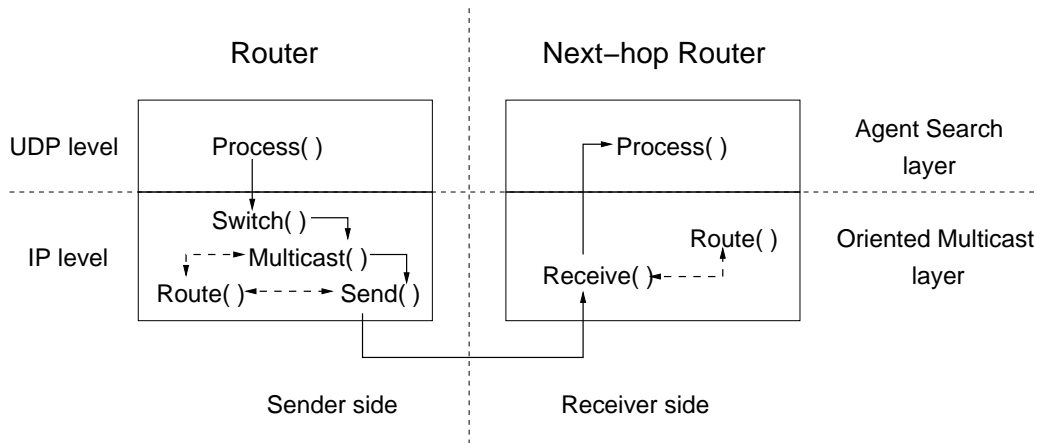 Router
Next−hop Router
UDP level
Process( )
Process( )
Agent Search
layer
Switch( )
IP level
Multicast( )
Route( )
Send( )
Route( )
Receive( )
Oriented Multicast
layer
Sender side
Receiver side